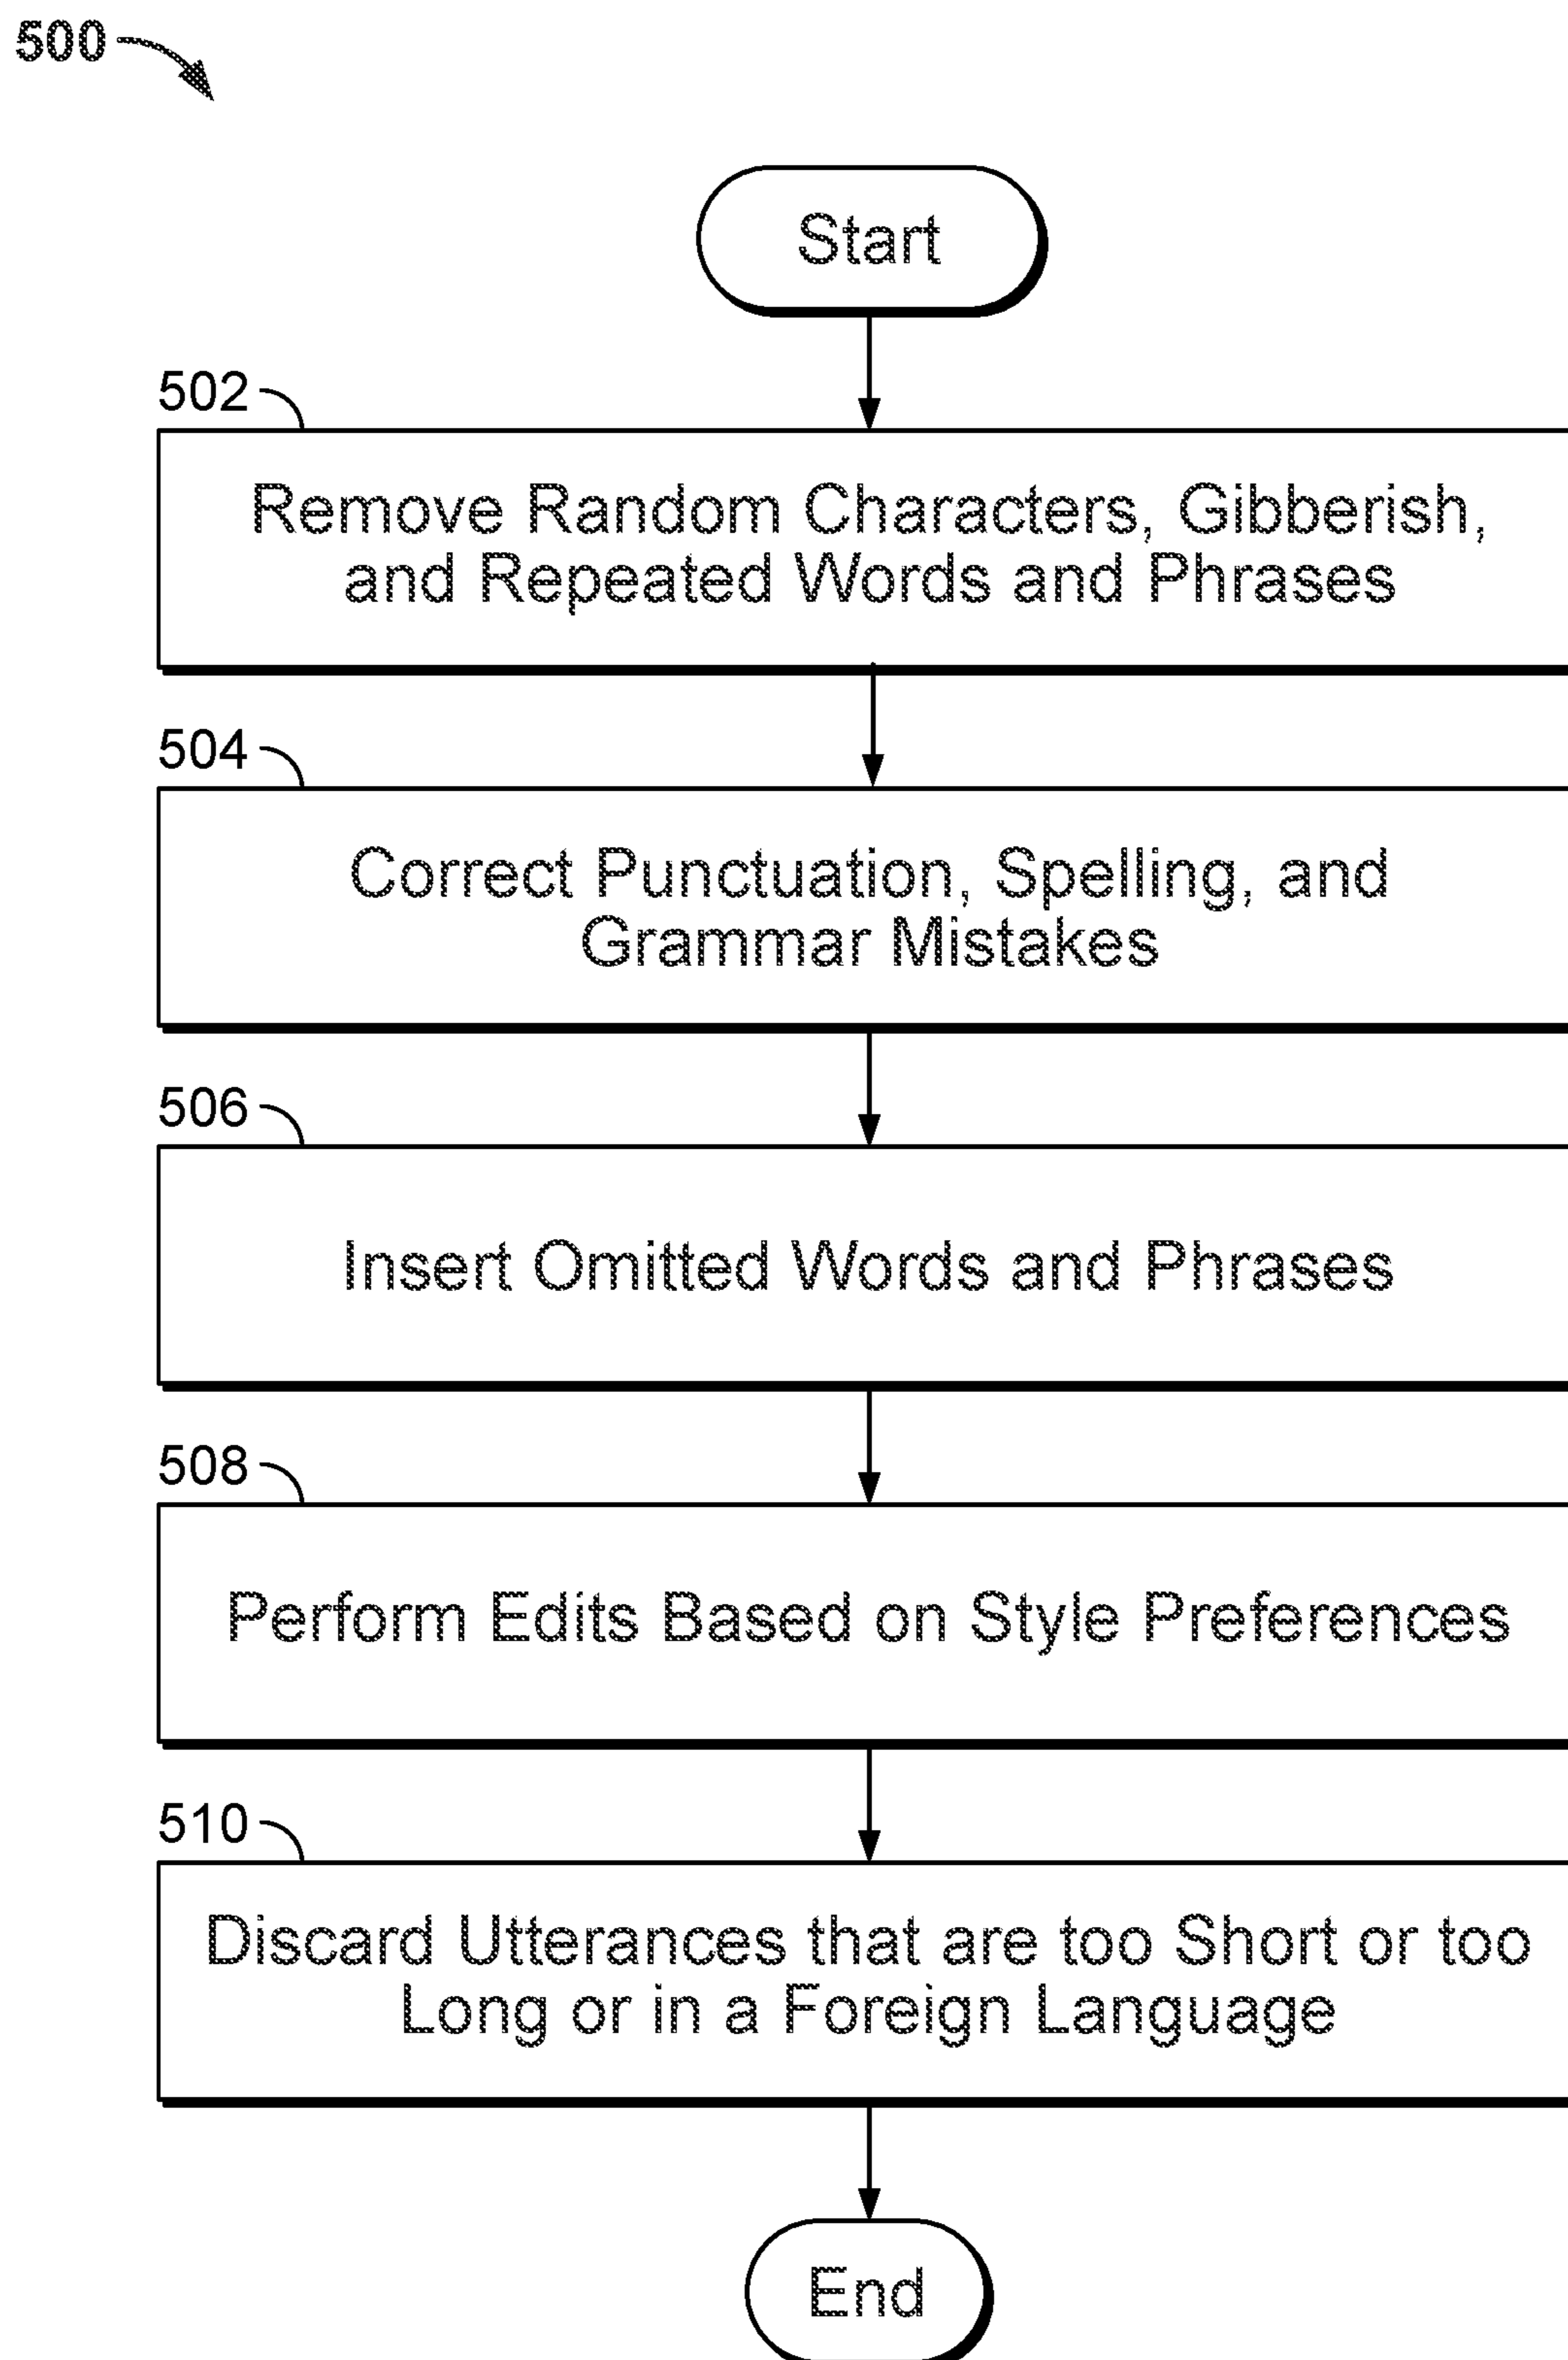 500
Start
502
Remove Random Characters, Gibberish,
and Repeated Words and Phrases
504
Correct Punctuation, Spelling, and
Grammar Mistakes
506
Insert Omitted Words and Phrases
508
Perform Edits Based on Style Preferences
510
Discard Utterances that are too Short or too
Long or in a Foreign Language
End